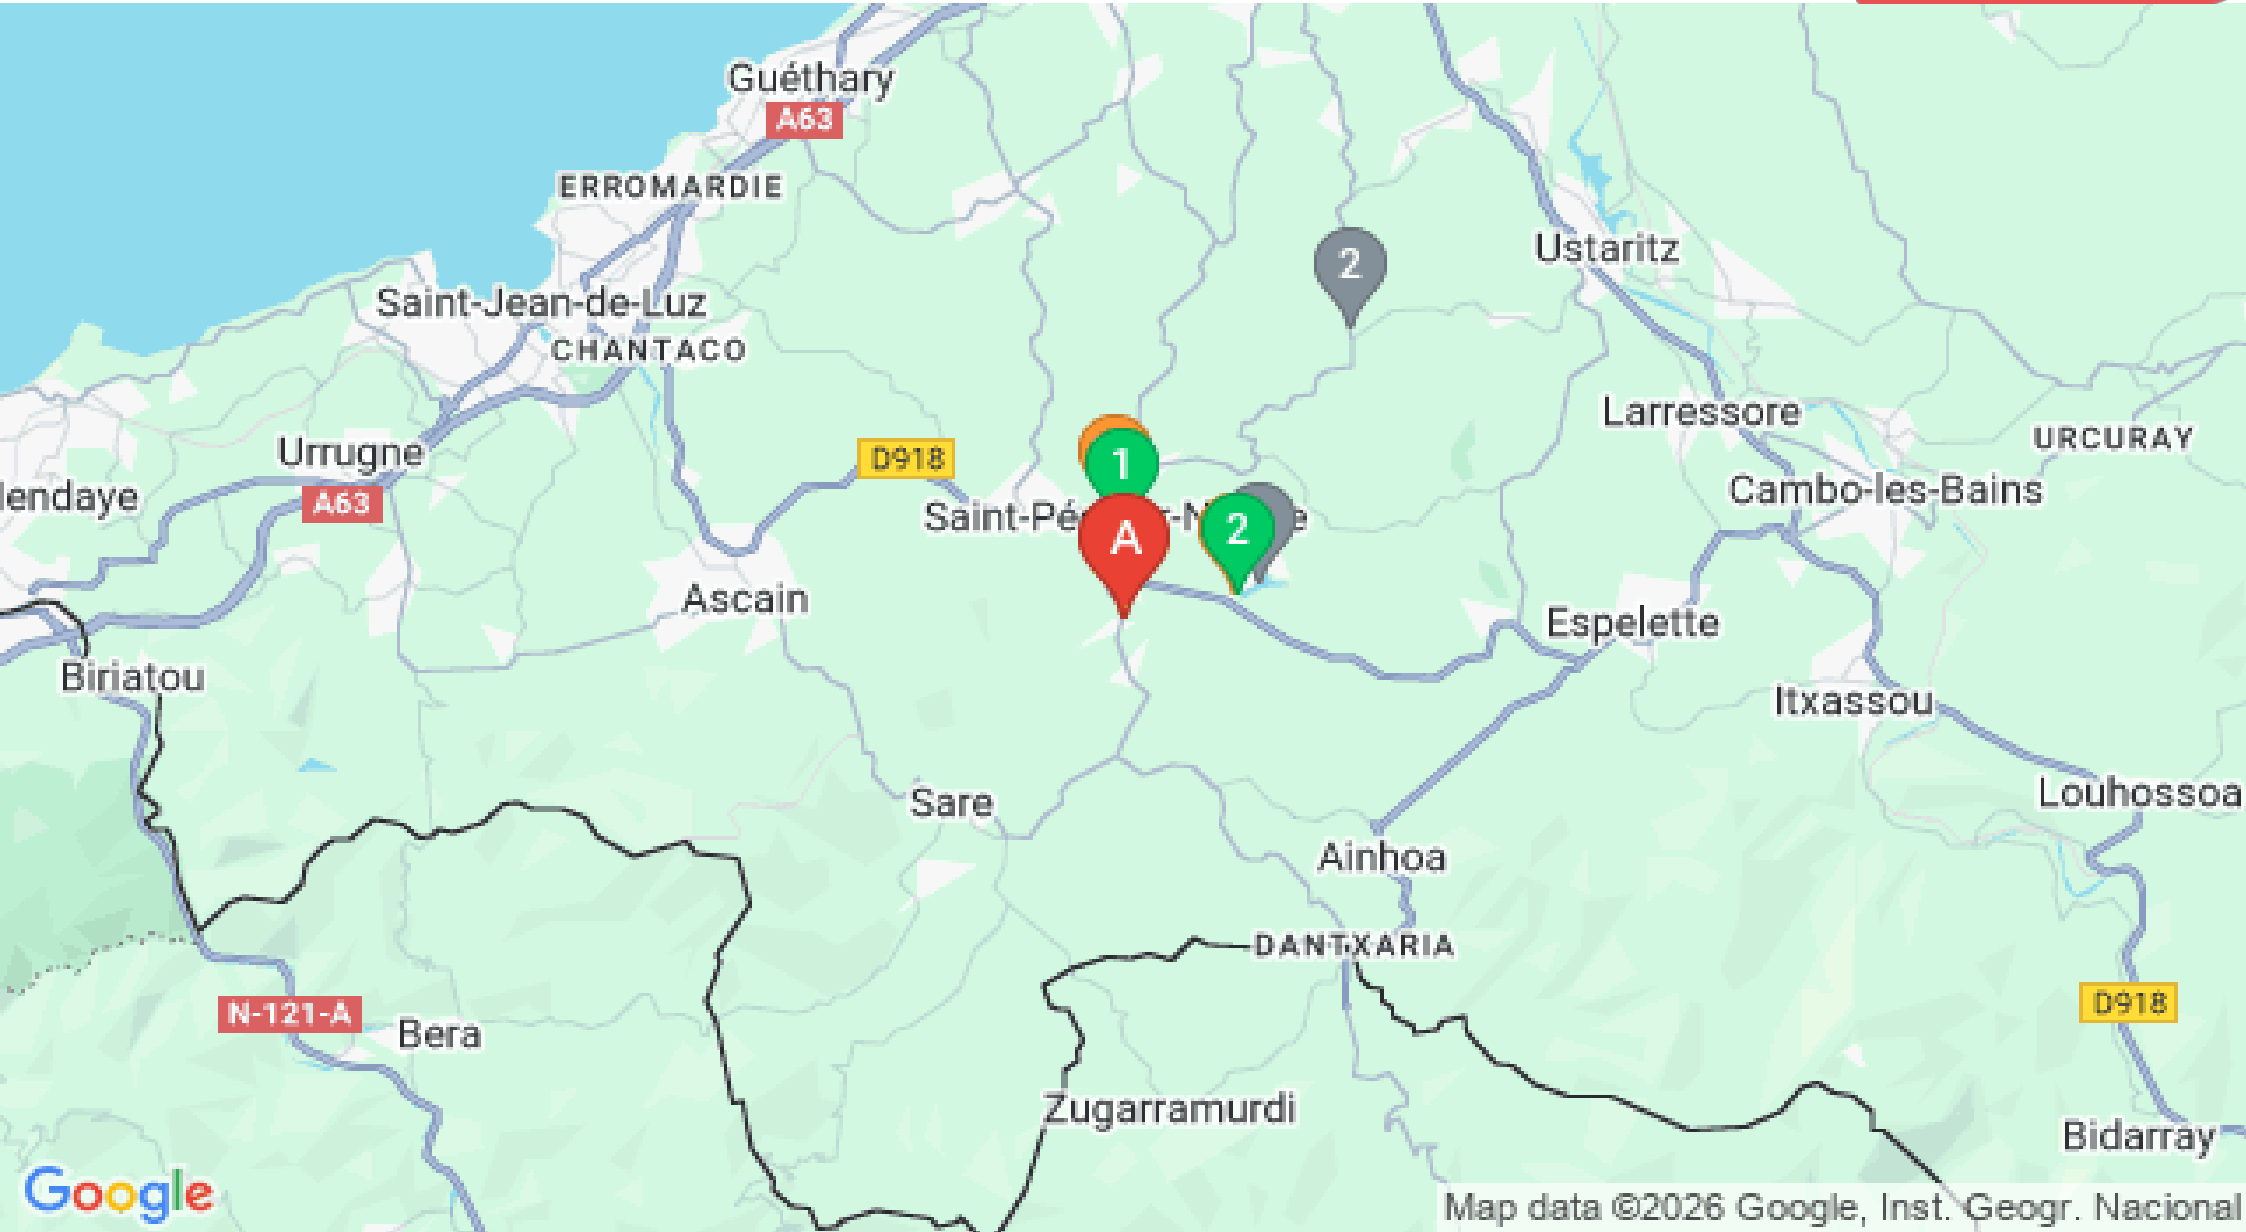 Guéthary
A63
ERROMARDIE
2
Ustaritz
Saint-Jean-de-Luz
CHANTACO
Larressore
URCURAY
Urrugne
D918
1
Cambo-les-Bains
A63
A
2
Ascain
Espelette
Biriatou
Itxassou
Louhossoa
Sare
Ainhoa
DANTXARIA
N-121-A
Bera
D918
Zugarramurdi
Bidarray
Google
Map data ©2026 Google, Inst. Geogr. Nacional